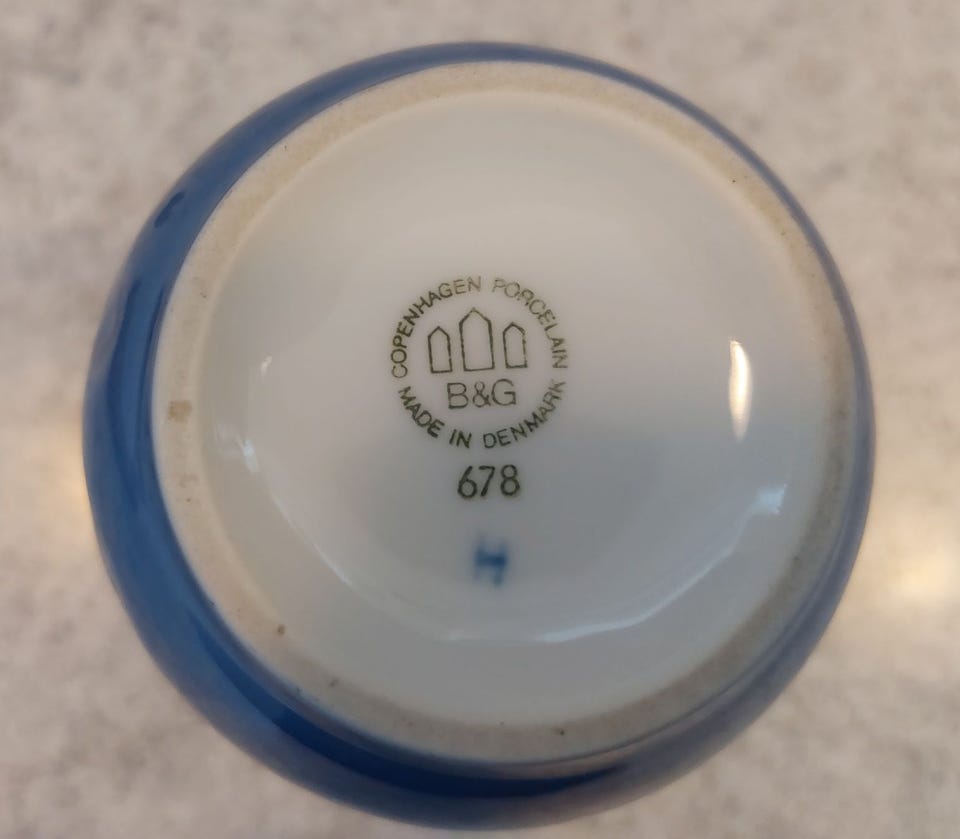 COPENHAGEN PORCELAIN
B&G
MADE IN DENMARK
678
H